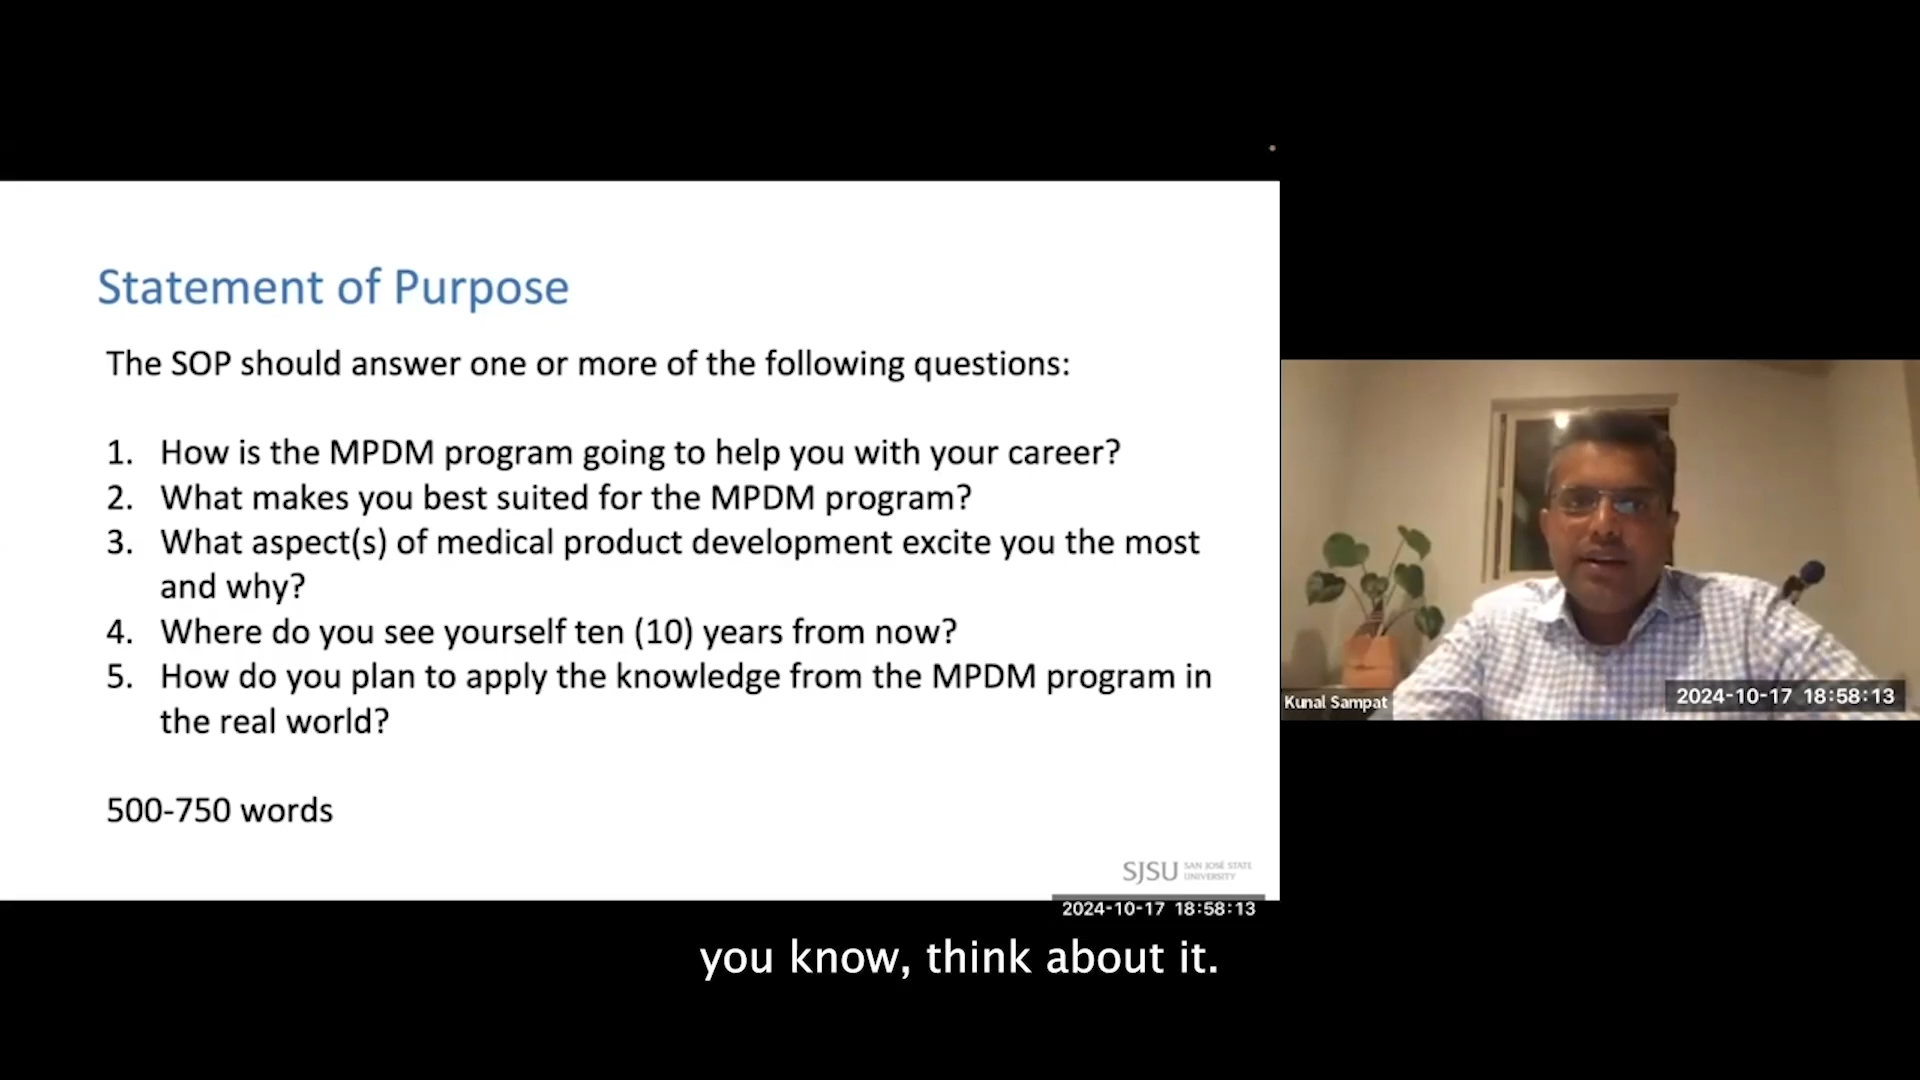 Statement of Purpose
The SOP should answer one or more of the following questions:
1. How is the MPDM program going to help you with your career?
2. What makes you best suited for the MPDM program?
3. What aspect(s) of medical product development excite you the most
and why?
4. Where do you see yourself ten (10) years from now?
5. How do you plan to apply the knowledge from the MPDM program in
the real world?
500-750 words
SJSU SAN JOSÉ STATE
UNIVERSITY
2024-10-17 18:58:13
Kunal Sampat
2024-10-17 18:58:13
you know, think about it.